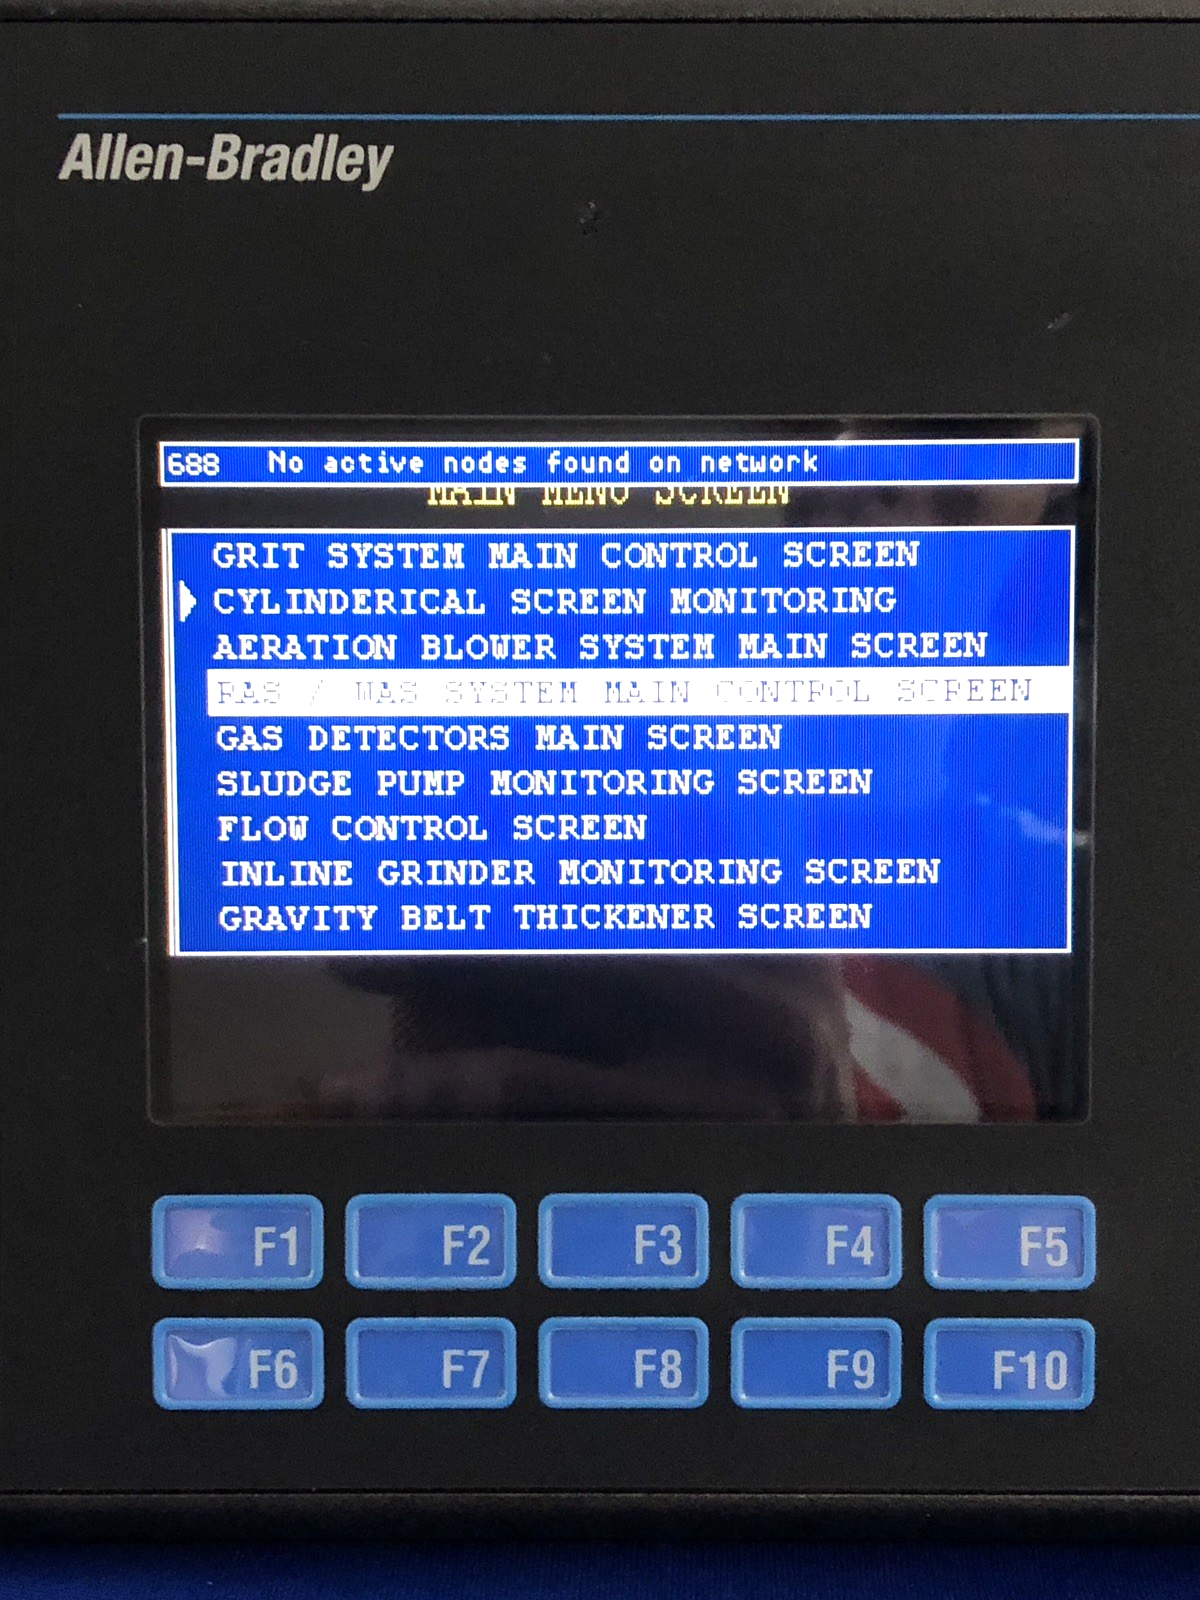 Allen-Bradley
688 No active nodes found on network
MAIN MENU SCREEN
GRIT SYSTEM MAIN CONTROL SCREEN
CYLINDERICAL SCREEN MONITORING
AERATION BLOWER SYSTEM MAIN SCREEN
RAS / WAS SYSTEM MAIN CONTROL SCREEN
GAS DETECTORS MAIN SCREEN
SLUDGE PUMP MONITORING SCREEN
FLOW CONTROL SCREEN
INLINE GRINDER MONITORING SCREEN
GRAVITY BELT THICKENER SCREEN
F1 F2 F3 F4 F5
F6 F7 F8 F9 F10